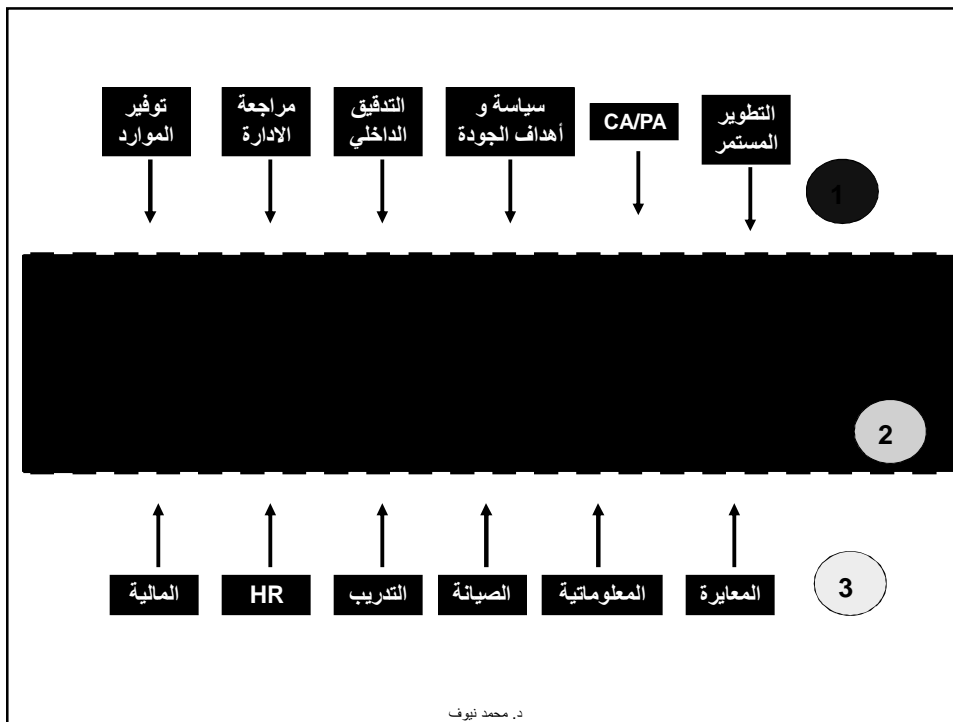 التطوير
المستمر
CA/PA
سياسة و
أهداف الجودة
التدقيق
الداخلي
مراجعة
الادارة
توفير
الموارد
1
2
المعايرة
المعلوماتية
الصيانة
التدريب
HR
المالية
3
د. محمد نيوف